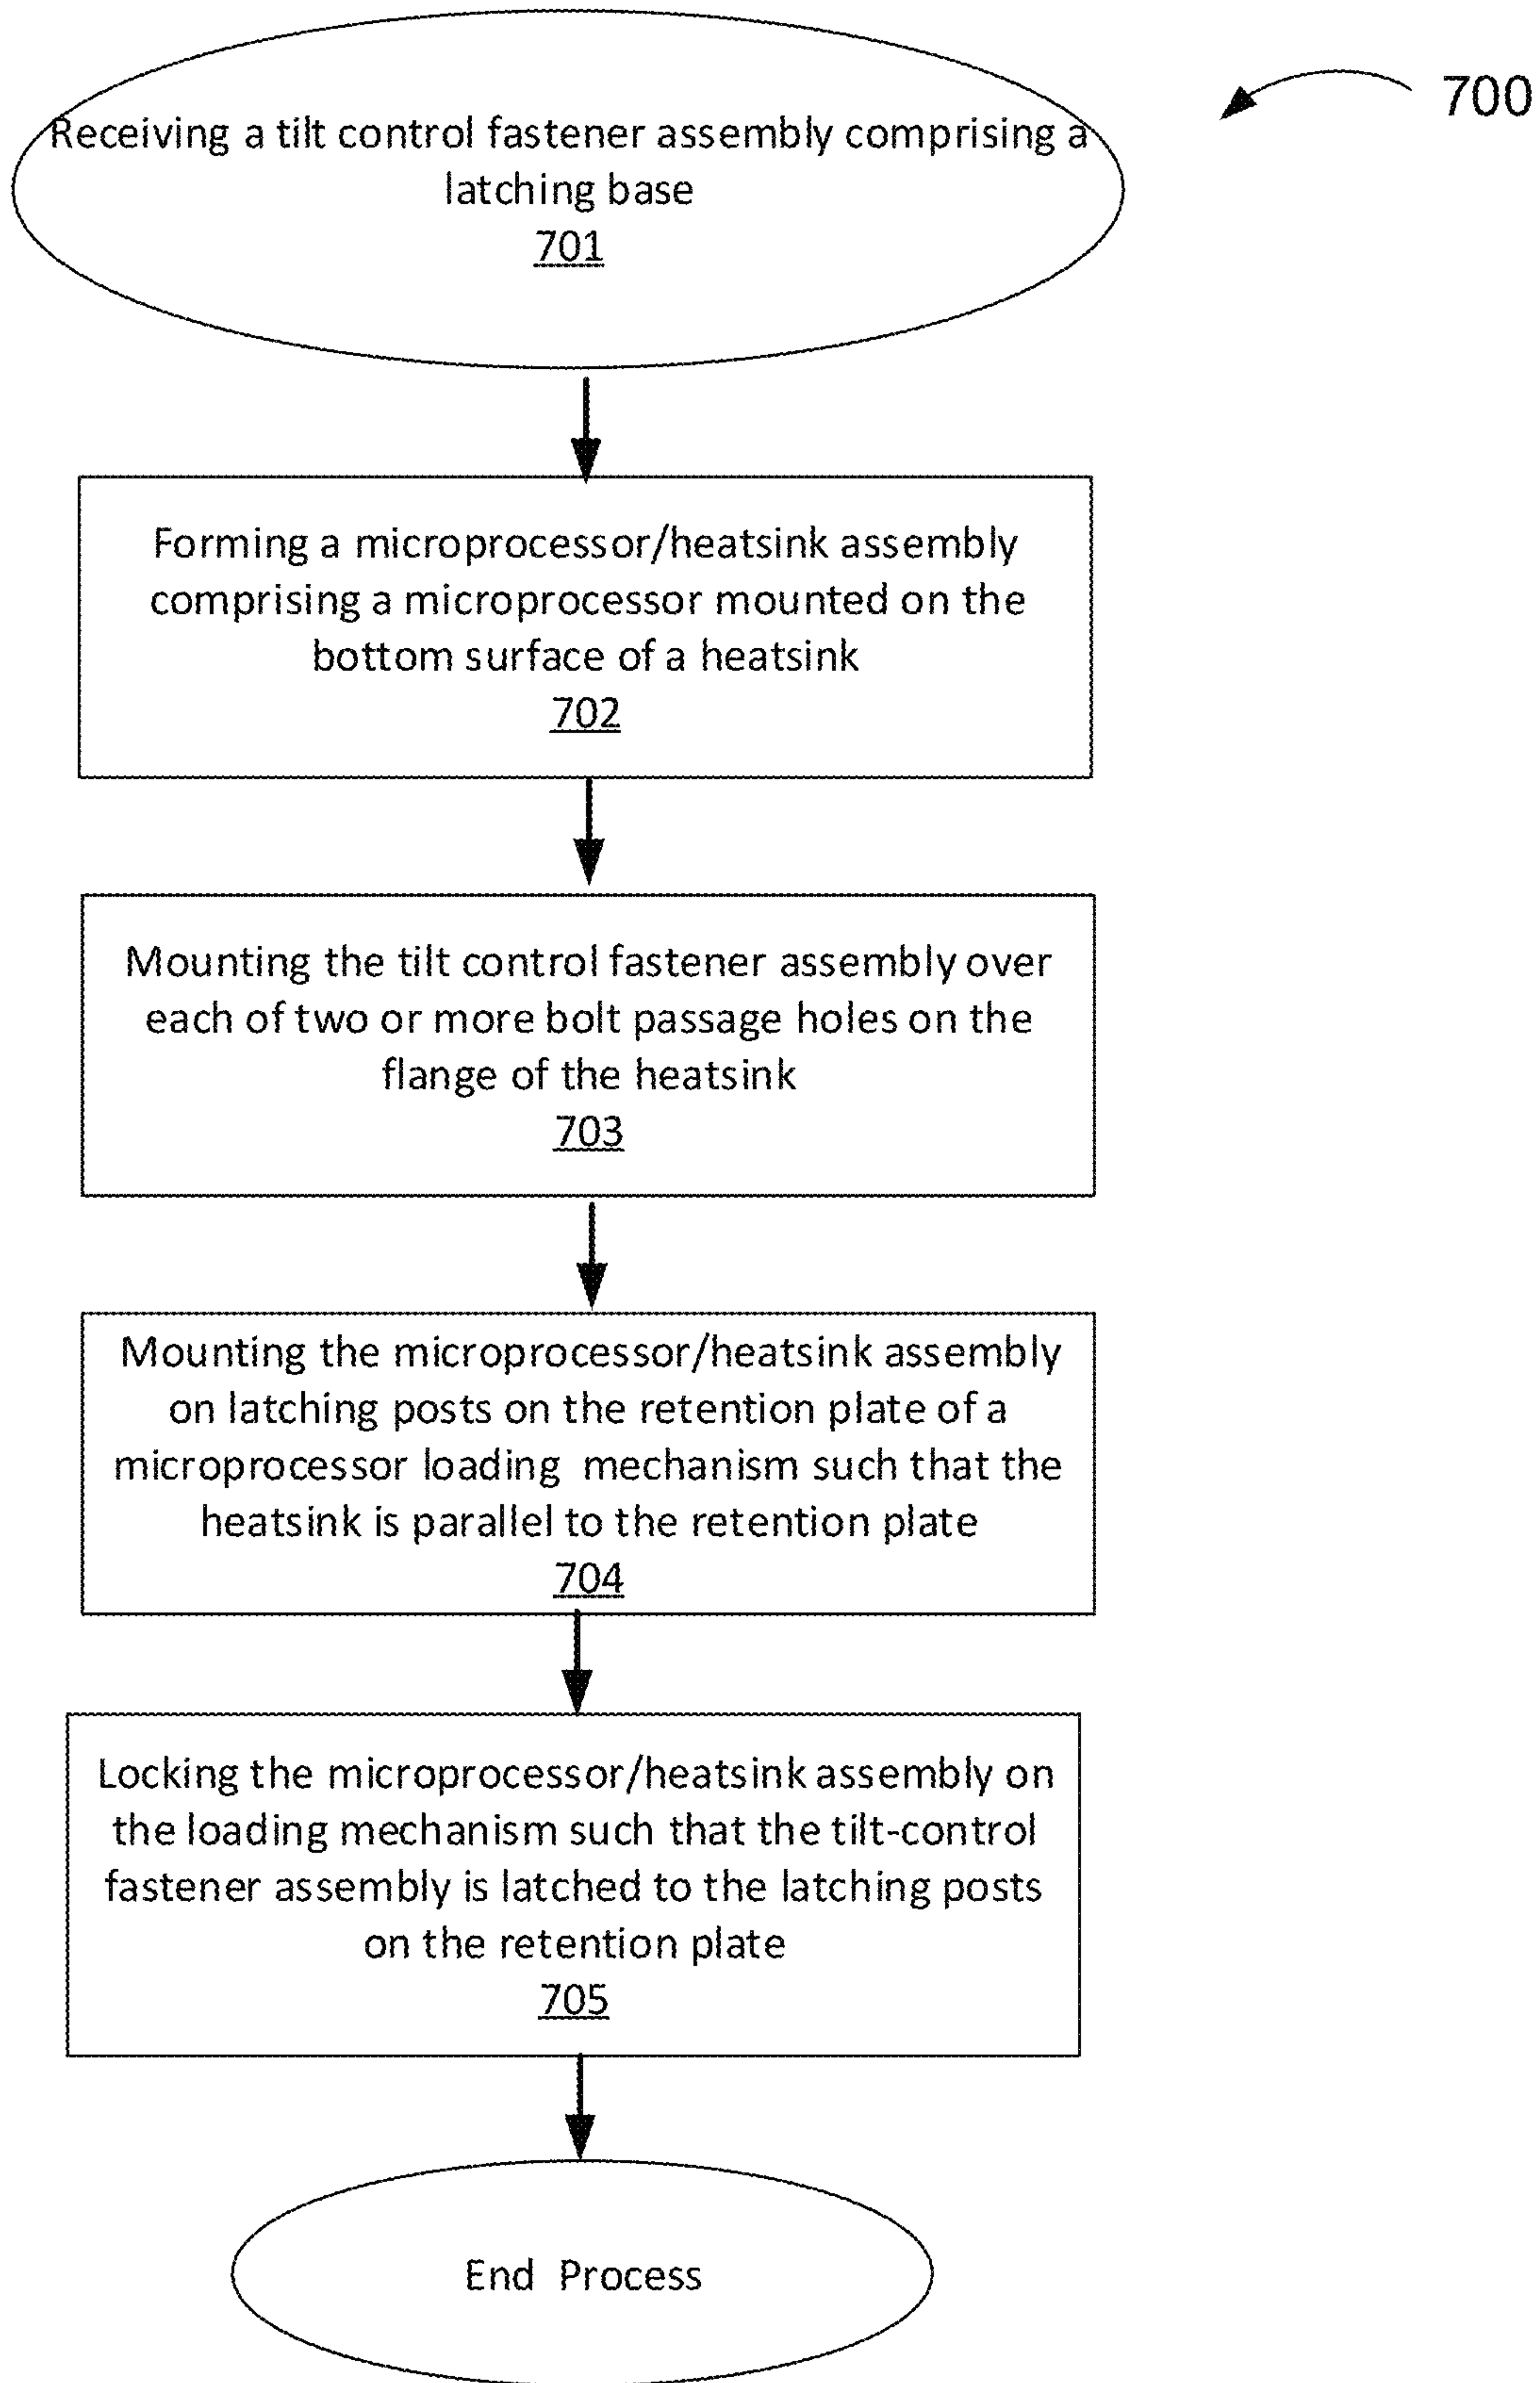 700
Receiving a tilt control fastener assembly comprising a
latching base
701
Forming a microprocessor/heatsink assembly
comprising a microprocessor mounted on the
bottom surface of a heatsink
702
Mounting the tilt control fastener assembly over
each of two or more bolt passage holes on the
flange of the heatsink
703
Mounting the microprocessor/heatsink assembly
on latching posts on the retention plate of a
microprocessor loading mechanism such that the
heatsink is parallel to the retention plate
704
Locking the microprocessor/heatsink assembly on
the loading mechanism such that the tilt-control
fastener assembly is latched to the latching posts
on the retention plate
705
End Process